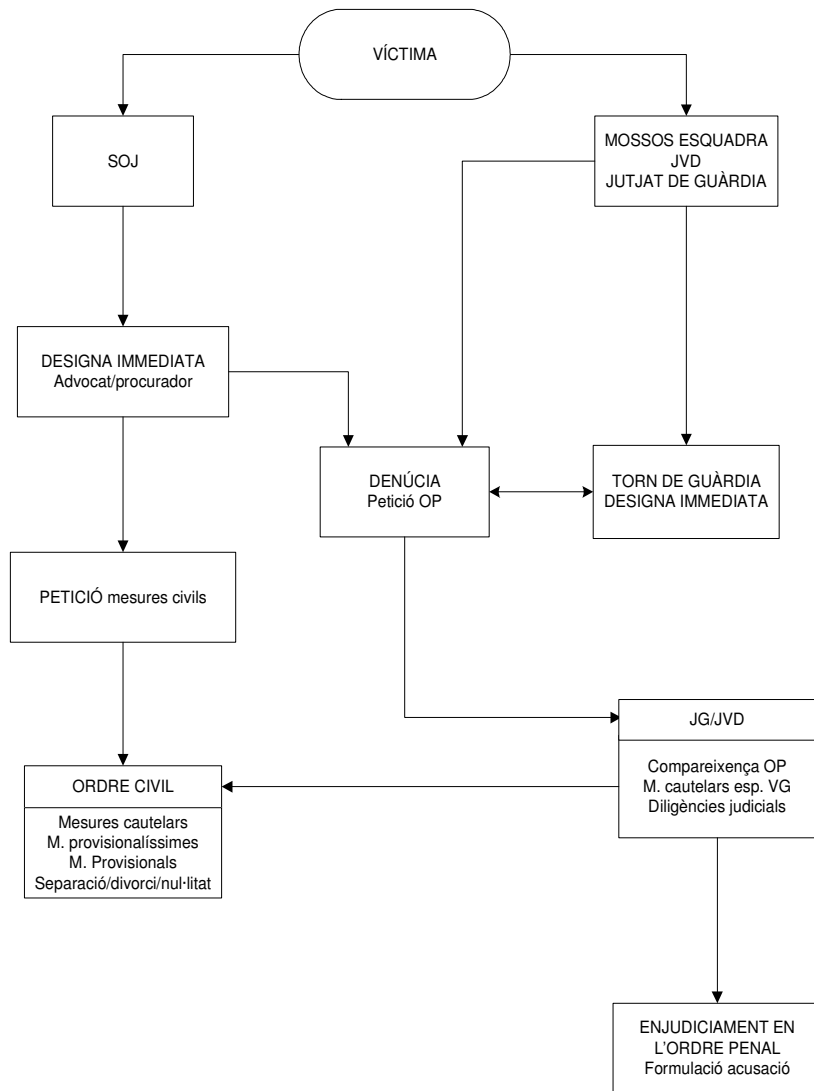 VÍCTIMA
SOJ
MOSSOS ESQUADRA
JVD
JUTJAT DE GUÀRDIA
DESIGNA IMMEDIATA
Advocat/procurador
DENÚCIA
Petició OP
TORN DE GUÀRDIA
DESIGNA IMMEDIATA
PETICIÓ mesures civils
JG/JVD
Compareixença OP
M. cautelars esp. VG
Diligències judicials
ORDRE CIVIL
Mesures cautelars
M. provisionalíssimes
M. Provisionals
Separació/divorci/nul·litat
ENJUDICIAMENT EN
L'ORDRE PENAL
Formulació acusació